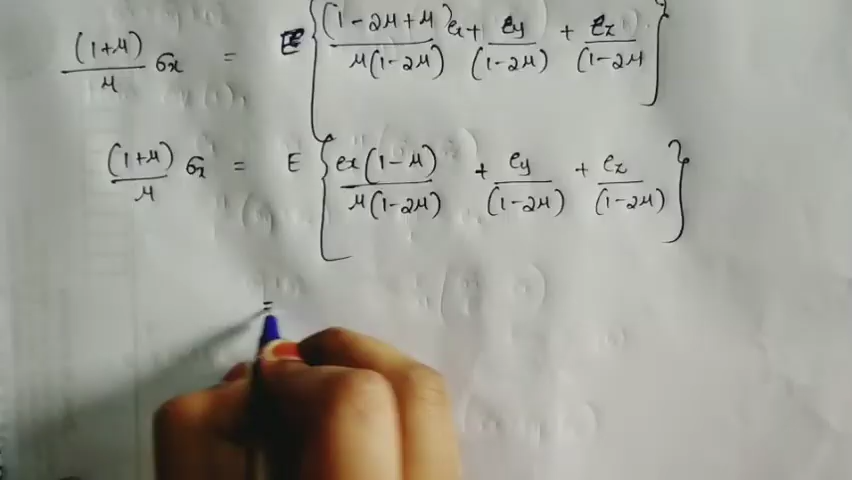 (1+μ)/μ σx = E { (1-2μ+μ)ex/μ(1-2μ) + ey/(1-2μ) + ez/(1-2μ }
(1+μ)/μ σx = E { ex(1-μ)/μ(1-2μ) + ey/(1-2μ) + ez/(1-2μ) }
=